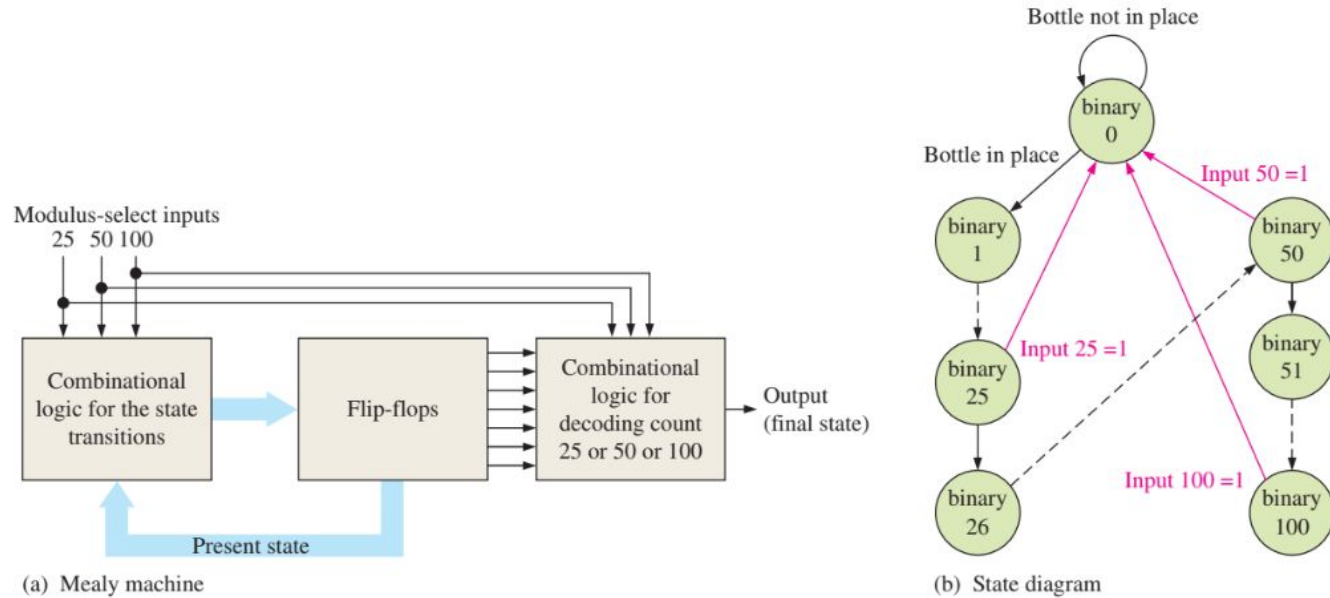 Modulus-select inputs
25 50 100
Combinational
logic for the state
transitions
Flip-flops
Combinational
logic for
decoding count
25 or 50 or 100
Output
(final state)
Present state
(a) Mealy machine
Bottle not in place
binary
0
Bottle in place
Input 50 =1
binary
1
binary
50
Input 25 =1
binary
51
binary
25
Input 100 =1
binary
26
binary
100
(b) State diagram